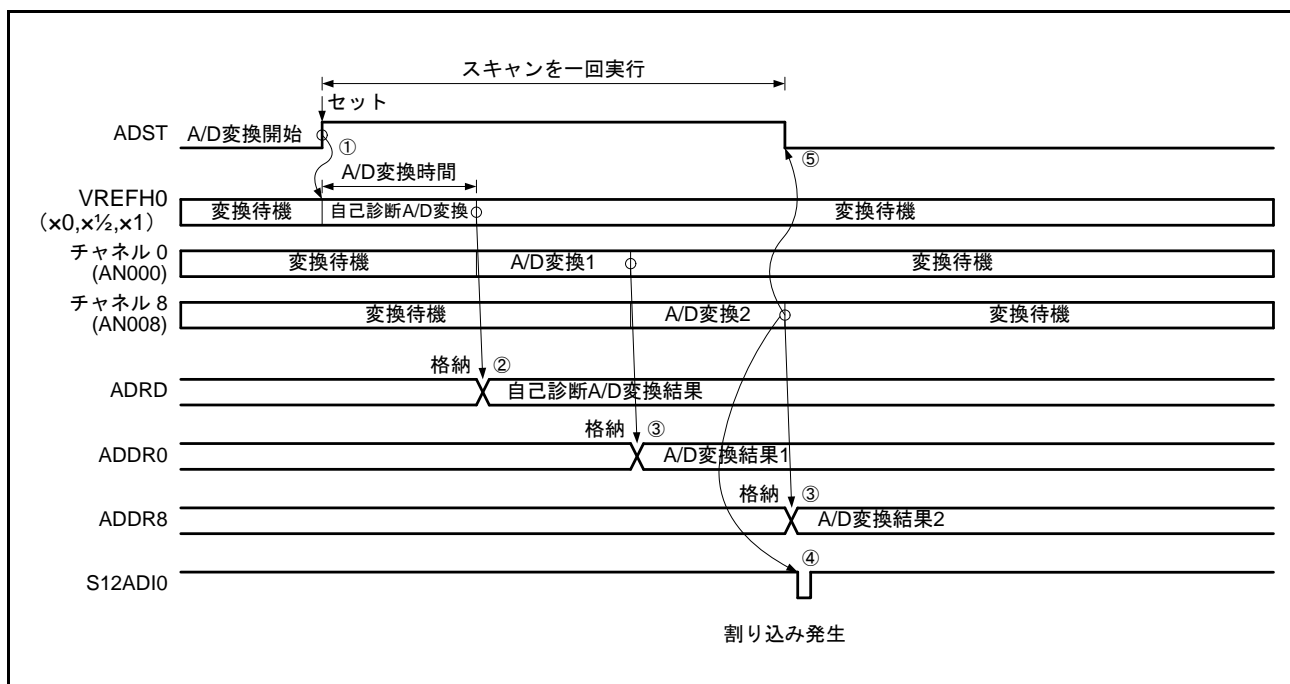 スキャンを一回実行
セット
ADST
A/D変換開始
①
⑤
A/D変換時間
VREFH0
(×0,×½,×1)
変換待機
自己診断A/D変換
変換待機
チャネル 0
(AN000)
変換待機
A/D変換1
変換待機
チャネル 8
(AN008)
変換待機
A/D変換2
変換待機
格納 ②
ADRD
自己診断A/D変換結果
格納 ③
ADDR0
A/D変換結果1
格納 ③
ADDR8
A/D変換結果2
④
S12ADI0
割り込み発生